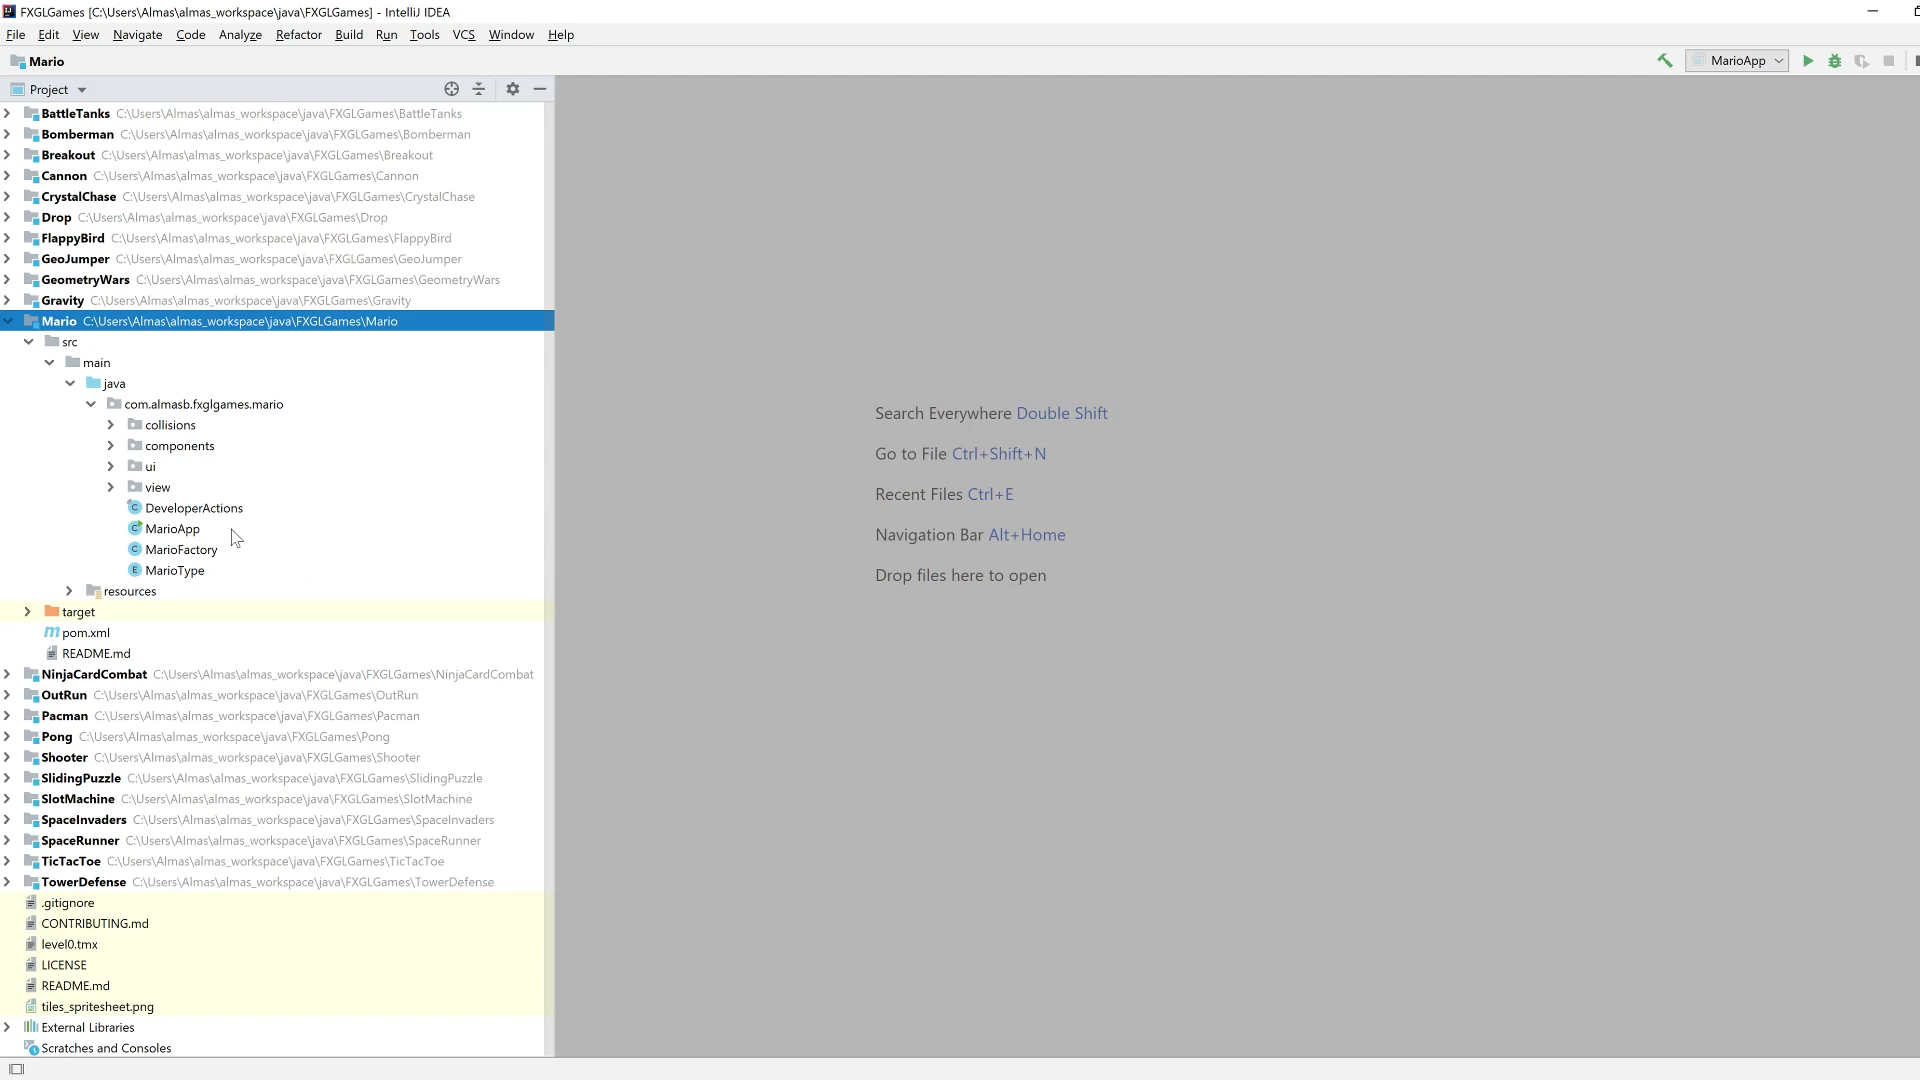 FXGLGames [C:\Users\Almas\almas_workspace\java\FXGLGames] - IntelliJ IDEA
File Edit View Navigate Code Analyze Refactor Build Run Tools VCS Window Help
Mario
MarioApp
Project
BattleTanks C:\Users\Almas\almas_workspace\java\FXGLGames\BattleTanks
Bomberman C:\Users\Almas\almas_workspace\java\FXGLGames\Bomberman
Breakout C:\Users\Almas\almas_workspace\java\FXGLGames\Breakout
Cannon C:\Users\Almas\almas_workspace\java\FXGLGames\Cannon
CrystalChase C:\Users\Almas\almas_workspace\java\FXGLGames\CrystalChase
Drop C:\Users\Almas\almas_workspace\java\FXGLGames\Drop
FlappyBird C:\Users\Almas\almas_workspace\java\FXGLGames\FlappyBird
GeoJumper C:\Users\Almas\almas_workspace\java\FXGLGames\GeoJumper
GeometryWars C:\Users\Almas\almas_workspace\java\FXGLGames\GeometryWars
Gravity C:\Users\Almas\almas_workspace\java\FXGLGames\Gravity
Mario C:\Users\Almas\almas_workspace\java\FXGLGames\Mario
src
main
java
com.almasb.fxglgames.mario
collisions
components
ui
view
DeveloperActions
MarioApp
MarioFactory
MarioType
resources
target
pom.xml
README.md
NinjaCardCombat C:\Users\Almas\almas_workspace\java\FXGLGames\NinjaCardCombat
OutRun C:\Users\Almas\almas_workspace\java\FXGLGames\OutRun
Pacman C:\Users\Almas\almas_workspace\java\FXGLGames\Pacman
Pong C:\Users\Almas\almas_workspace\java\FXGLGames\Pong
Shooter C:\Users\Almas\almas_workspace\java\FXGLGames\Shooter
SlidingPuzzle C:\Users\Almas\almas_workspace\java\FXGLGames\SlidingPuzzle
SlotMachine C:\Users\Almas\almas_workspace\java\FXGLGames\SlotMachine
SpaceInvaders C:\Users\Almas\almas_workspace\java\FXGLGames\SpaceInvaders
SpaceRunner C:\Users\Almas\almas_workspace\java\FXGLGames\SpaceRunner
TicTacToe C:\Users\Almas\almas_workspace\java\FXGLGames\TicTacToe
TowerDefense C:\Users\Almas\almas_workspace\java\FXGLGames\TowerDefense
.gitignore
CONTRIBUTING.md
level0.tmx
LICENSE
README.md
tiles_spritesheet.png
External Libraries
Scratches and Consoles
Search Everywhere Double Shift
Go to File Ctrl+Shift+N
Recent Files Ctrl+E
Navigation Bar Alt+Home
Drop files here to open